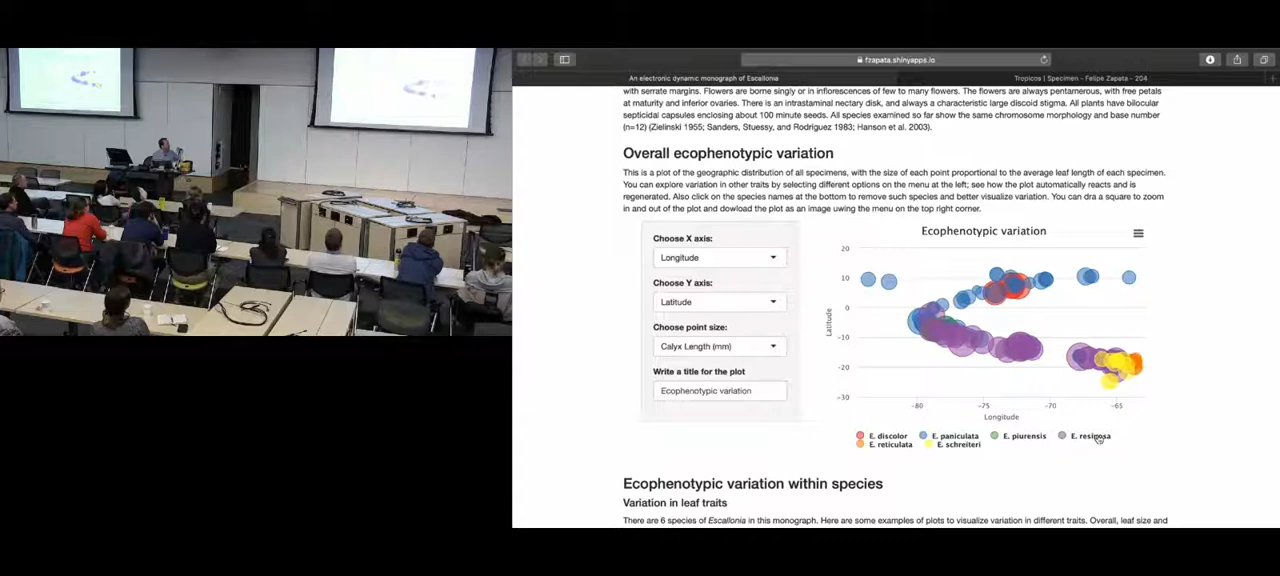 fzapata.shinyapps.io
An electronic dynamic monograph of Escallonia
Tropicos | Specimen - Felipe Zapata - 204
with serrate margins. Flowers are borne singly or in inflorescences of few to many flowers. The flowers are always pentamerous, with free petals
at maturity and inferior ovaries. There is an intrastaminal nectary disk, and always a characteristic large discoid stigma. All plants have bilocular
septicidal capsules enclosing about 100 minute seeds. All species examined so far show the same chromosome morphology and base number
(n=12) (Zielinski 1955; Sanders, Stuessy, and Rodriguez 1983; Hanson et al. 2003).
Overall ecophenotypic variation
This is a plot of the geographic distribution of all specimens, with the size of each point proportional to the average leaf length of each specimen.
You can explore variation in other traits by selecting different options on the menu at the left; see how the plot automatically reacts and is
regenerated. Also click on the species names at the bottom to remove such species and better visualize variation. You can dra a square to zoom
in and out of the plot and dowload the plot as an image uwing the menu on the top right corner.
Choose X axis:
Longitude
Choose Y axis:
Latitude
Choose point size:
Calyx Length (mm)
Write a title for the plot
Ecophenotypic variation
Ecophenotypic variation
Latitude
20
10
0
-10
-20
-30
-80 -75 -70 -65
Longitude
E. discolor E. paniculata E. piurensis E. resinosa
E. reticulata E. schreiteri
Ecophenotypic variation within species
Variation in leaf traits
There are 6 species of Escallonia in this monograph. Here are some examples of plots to visualize variation in different traits. Overall, leaf size and